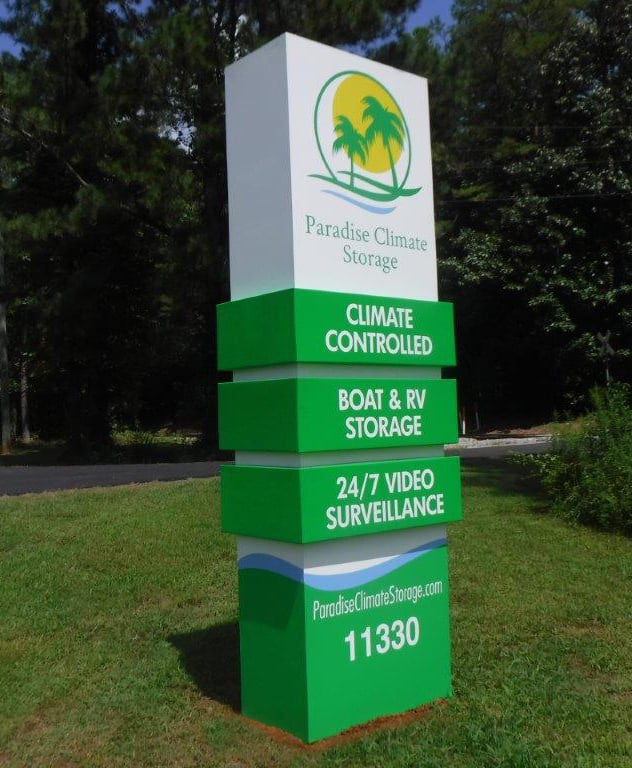 Paradise Climate
Storage
CLIMATE
CONTROLLED
BOAT & RV
STORAGE
24/7 VIDEO
SURVEILLANCE
ParadiseClimateStorage.com
11330